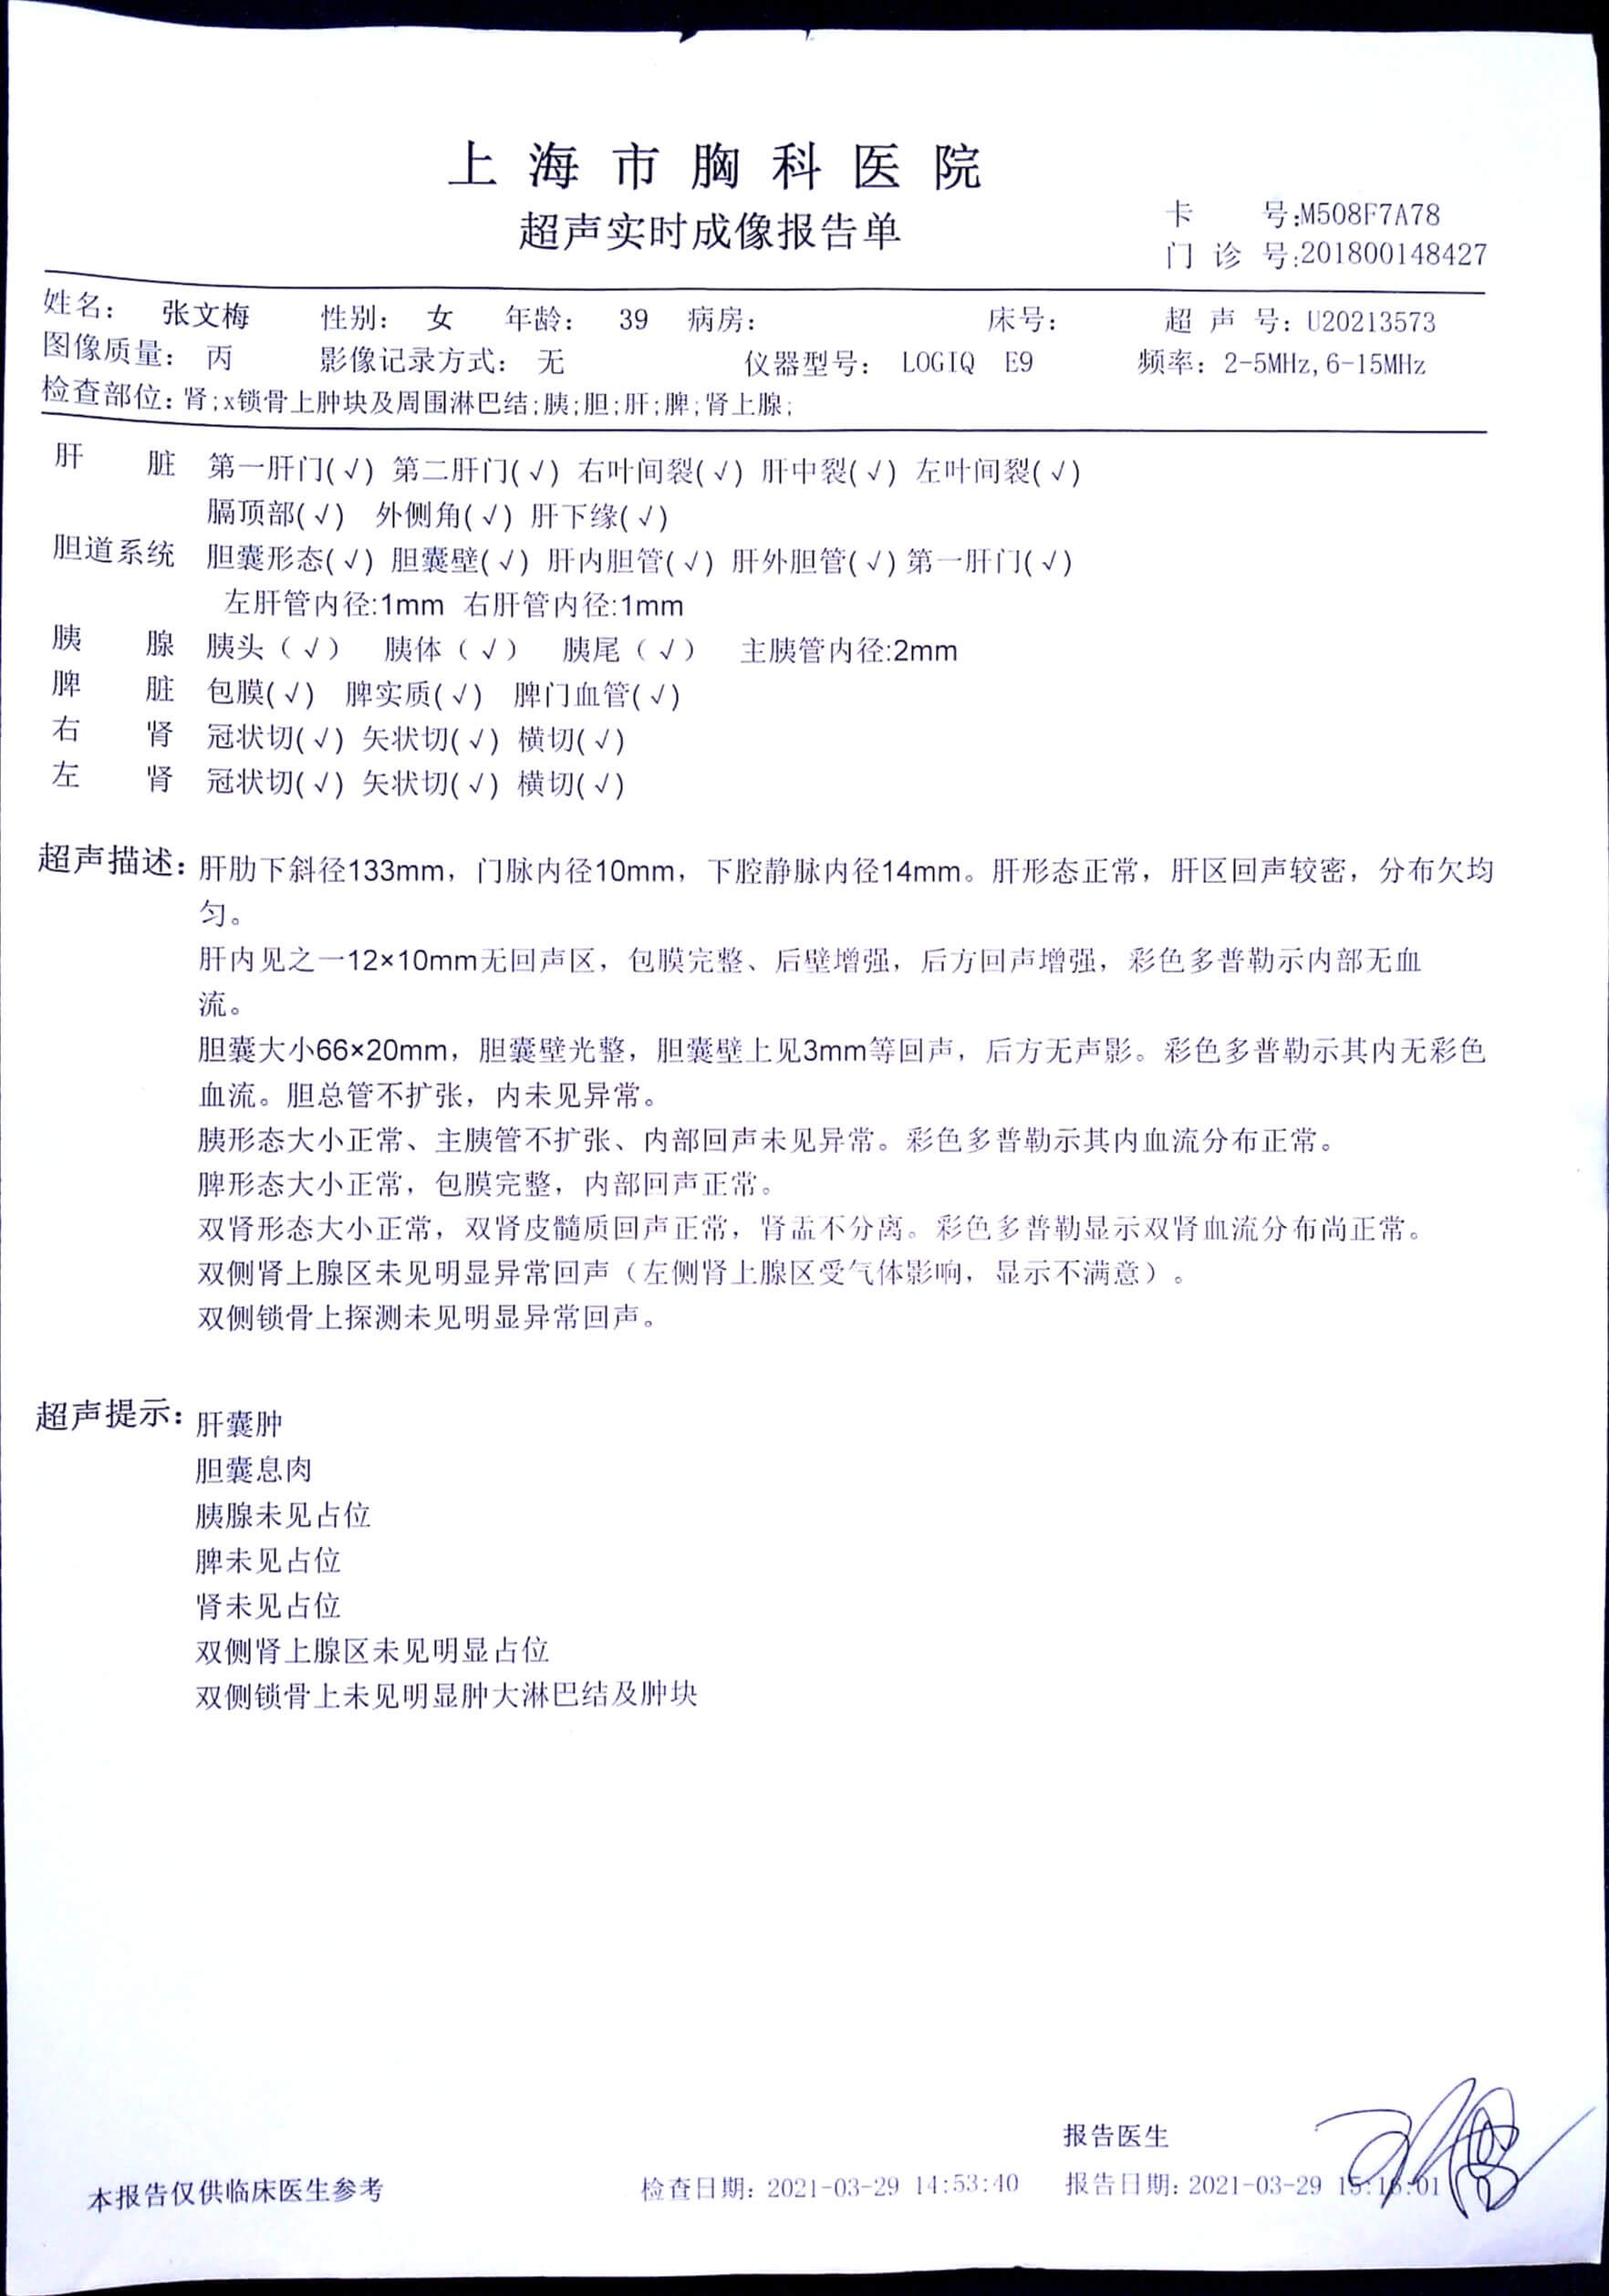 上海市胸科医院
超声实时成像报告单
卡 号:M508F7A78
门 诊 号:201800148427
姓名： 张文梅 性别： 女 年龄： 39 病房： 床号： 超 声 号：U20213573
图像质量： 丙 影像记录方式： 无 仪器型号： LOGIQ E9 频率：2-5MHz,6-15MHz
检查部位：肾;x锁骨上肿块及周围淋巴结;胰;胆;肝;脾;肾上腺;
肝 脏 第一肝门(√) 第二肝门(√) 右叶间裂(√) 肝中裂(√) 左叶间裂(√)
膈顶部(√) 外侧角(√) 肝下缘(√)
胆道系统 胆囊形态(√) 胆囊壁(√) 肝内胆管(√) 肝外胆管(√) 第一肝门(√)
左肝管内径:1mm 右肝管内径:1mm
胰 腺 胰头（√） 胰体（√） 胰尾（√） 主胰管内径:2mm
脾 脏 包膜(√) 脾实质(√) 脾门血管(√)
右 肾 冠状切(√) 矢状切(√) 横切(√)
左 肾 冠状切(√) 矢状切(√) 横切(√)
超声描述：肝肋下斜径133mm，门脉内径10mm，下腔静脉内径14mm。肝形态正常，肝区回声较密，分布欠均
匀。
肝内见之一12×10mm无回声区，包膜完整、后壁增强，后方回声增强，彩色多普勒示内部无血
流。
胆囊大小66×20mm，胆囊壁光整，胆囊壁上见3mm等回声，后方无声影。彩色多普勒示其内无彩色
血流。胆总管不扩张，内未见异常。
胰形态大小正常、主胰管不扩张、内部回声未见异常。彩色多普勒示其内血流分布正常。
脾形态大小正常，包膜完整，内部回声正常。
双肾形态大小正常，双肾皮髓质回声正常，肾盂不分离。彩色多普勒显示双肾血流分布尚正常。
双侧肾上腺区未见明显异常回声（左侧肾上腺区受气体影响，显示不满意）。
双侧锁骨上探测未见明显异常回声。
超声提示：肝囊肿
胆囊息肉
胰腺未见占位
脾未见占位
肾未见占位
双侧肾上腺区未见明显占位
双侧锁骨上未见明显肿大淋巴结及肿块
报告医生
本报告仅供临床医生参考 检查日期：2021-03-29 14:53:40 报告日期：2021-03-29